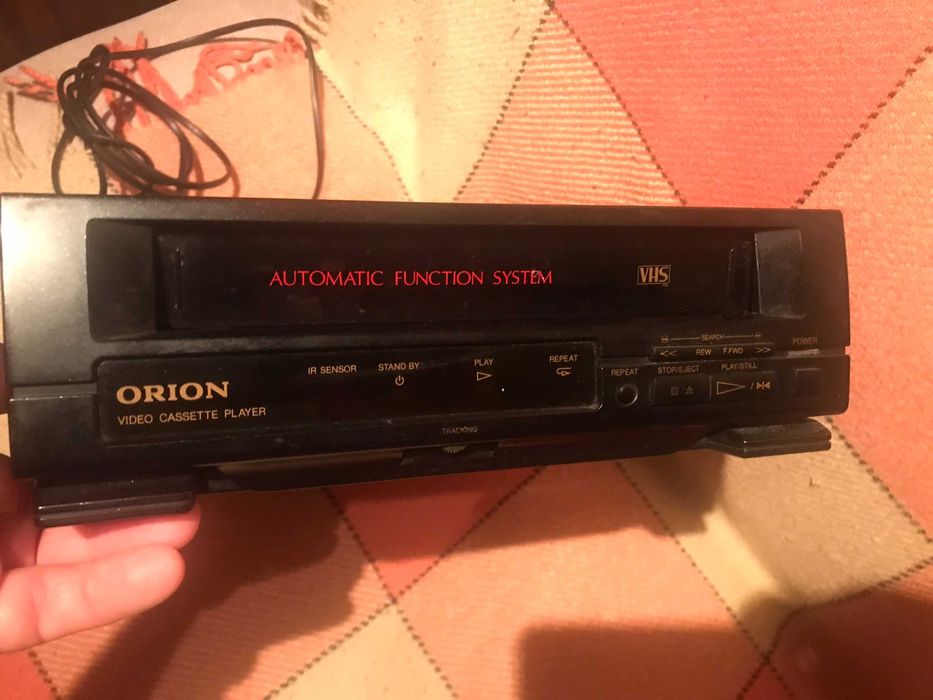 AUTOMATIC FUNCTION SYSTEM
VHS
SEARCH
<< REW F.FWD >>
POWER
ORION
VIDEO CASSETTE PLAYER
IR SENSOR
STAND BY
PLAY
REPEAT
REPEAT
STOP/EJECT
PLAY/STILL
TRACKING